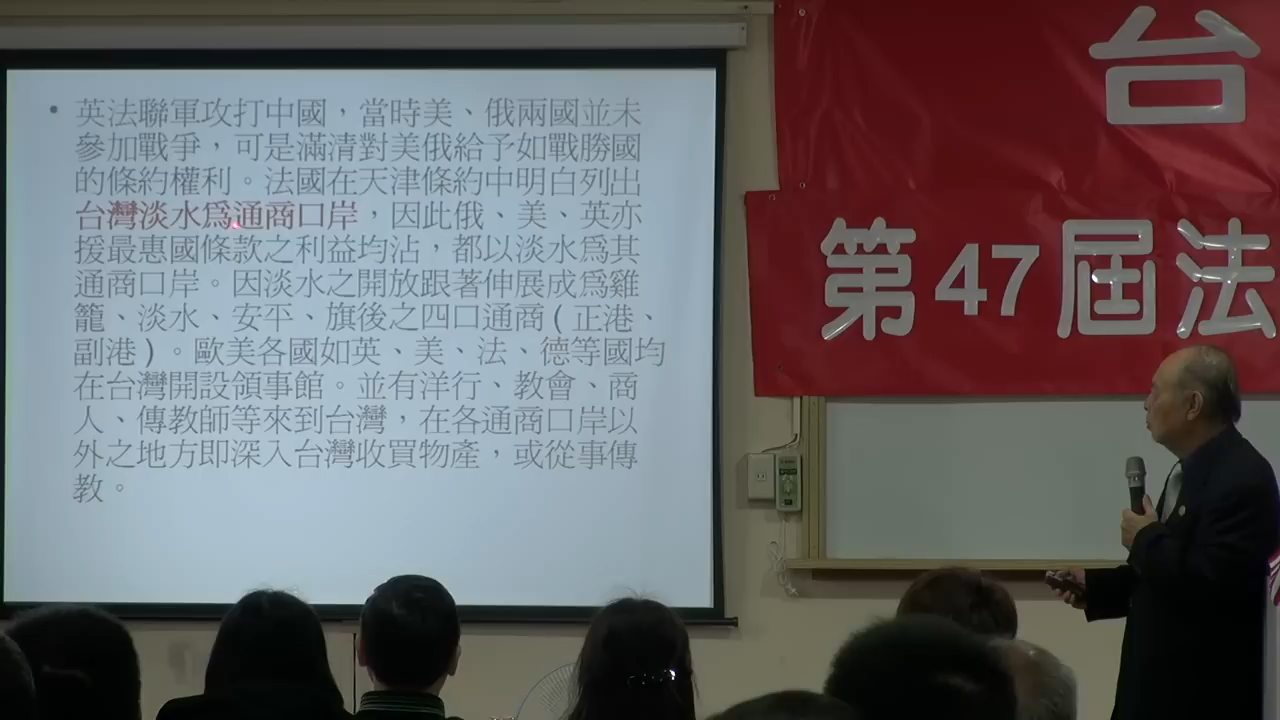 • 英法聯軍攻打中國，當時美、俄兩國並未
參加戰爭，可是滿清對美俄給予如戰勝國
的條約權利。法國在天津條約中明白列出
台灣淡水爲通商口岸，因此俄、美、英亦
援最惠國條款之利益均沾，都以淡水爲其
通商口岸。因淡水之開放跟著伸展成爲雞
籠、淡水、安平、旗後之四口通商(正港、
副港)。歐美各國如英、美、法、德等國均
在台灣開設領事館。並有洋行、教會、商
人、傳教師等來到台灣，在各通商口岸以
外之地方即深入台灣收買物產，或從事傳
教。
台
第47屆法